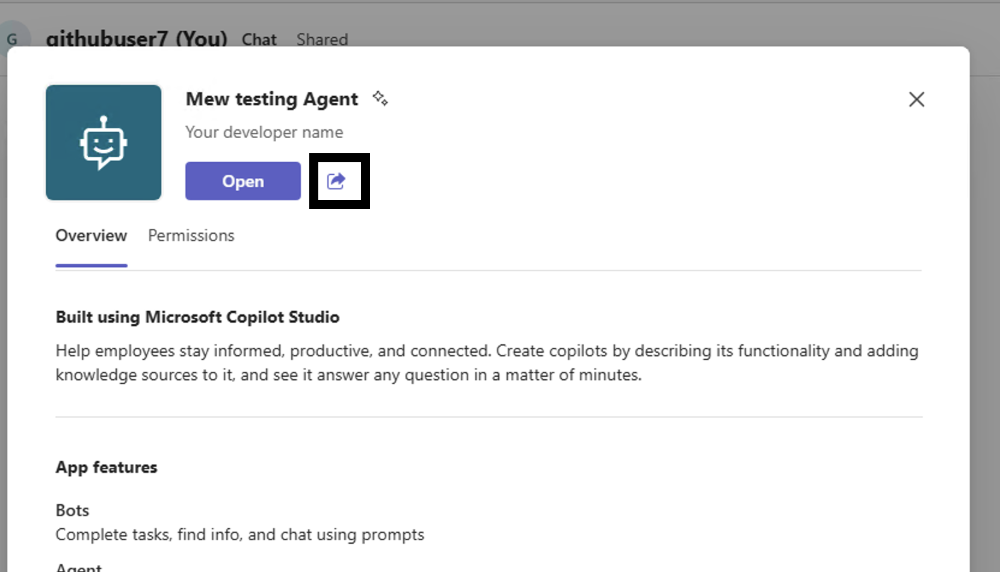 G githubuser7 (You) Chat Shared
Mew testing Agent
Your developer name
Open
Overview Permissions
Built using Microsoft Copilot Studio
Help employees stay informed, productive, and connected. Create copilots by describing its functionality and adding
knowledge sources to it, and see it answer any question in a matter of minutes.
App features
Bots
Complete tasks, find info, and chat using prompts
Agent